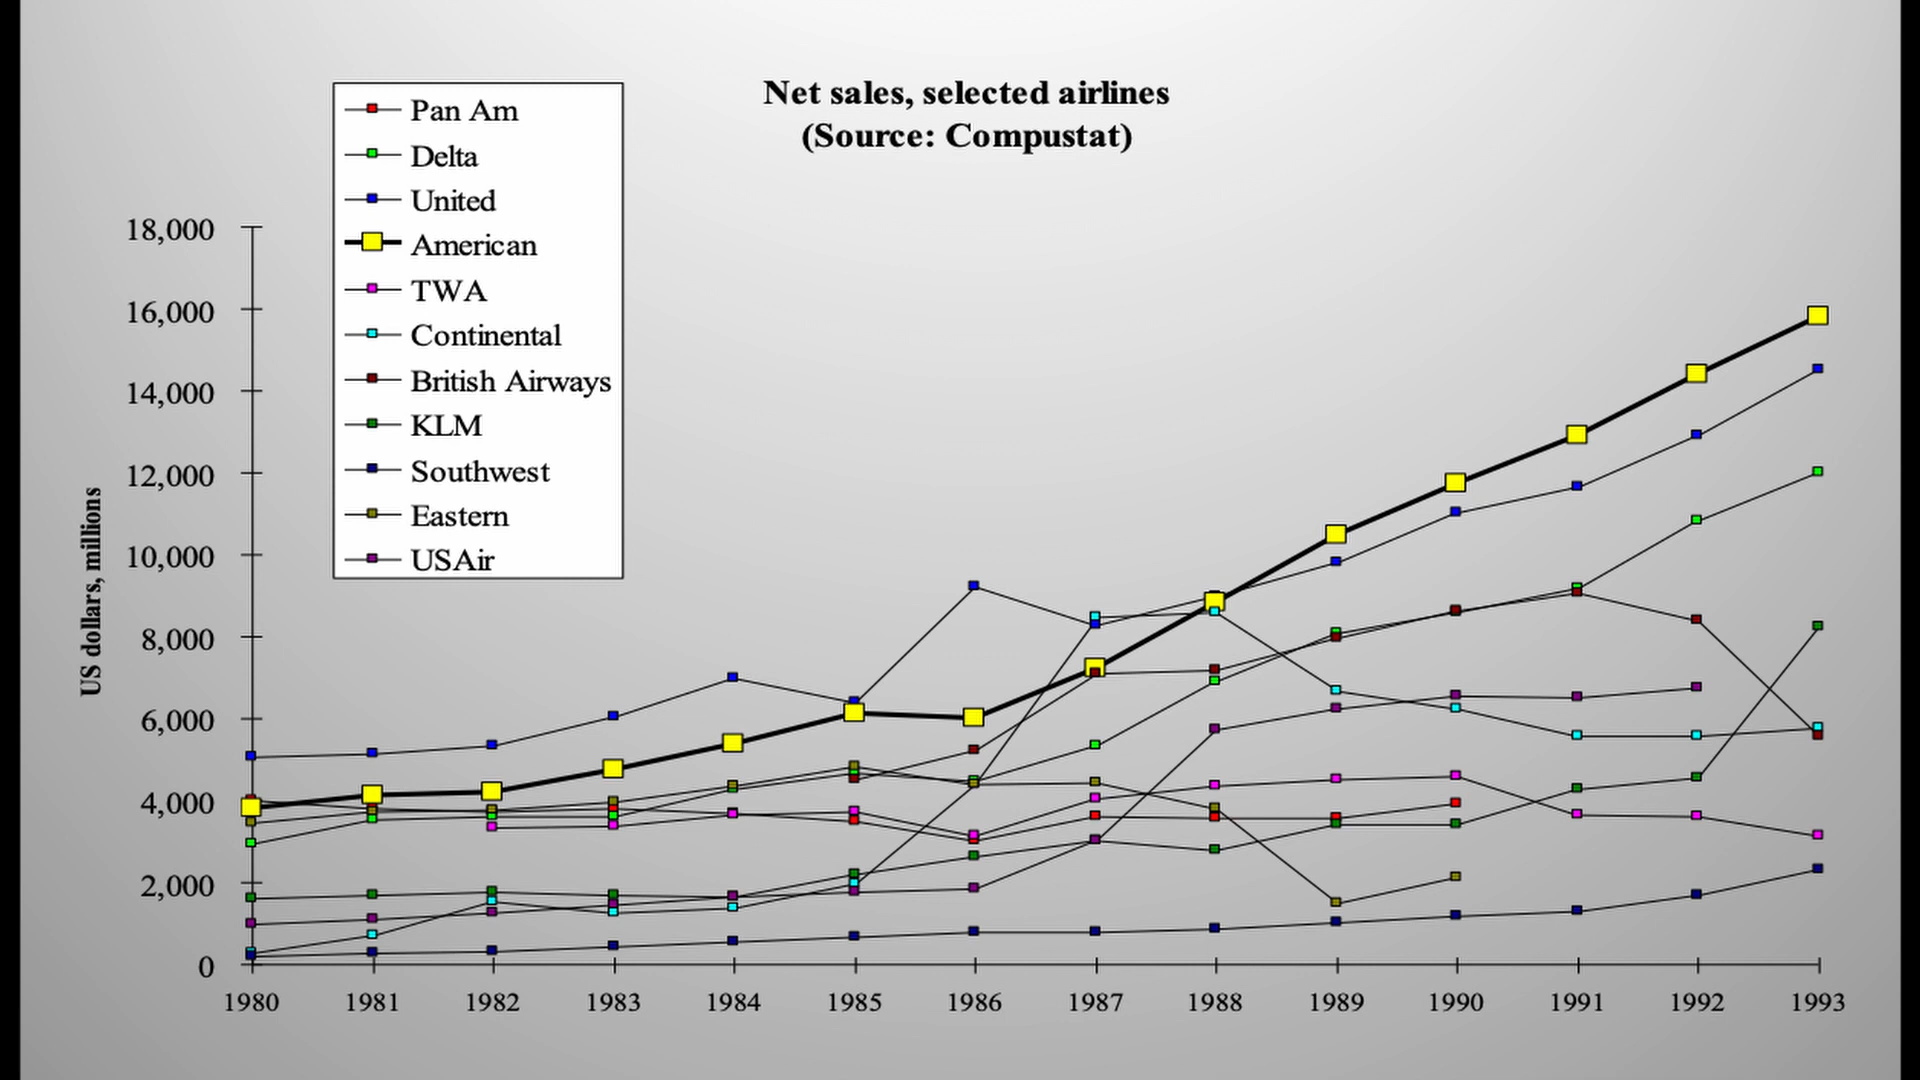 Net sales, selected airlines
(Source: Compustat)
Pan Am
Delta
United
American
TWA
Continental
British Airways
KLM
Southwest
Eastern
USAir
US dollars, millions
18,000
16,000
14,000
12,000
10,000
8,000
6,000
4,000
2,000
0
1980 1981 1982 1983 1984 1985 1986 1987 1988 1989 1990 1991 1992 1993